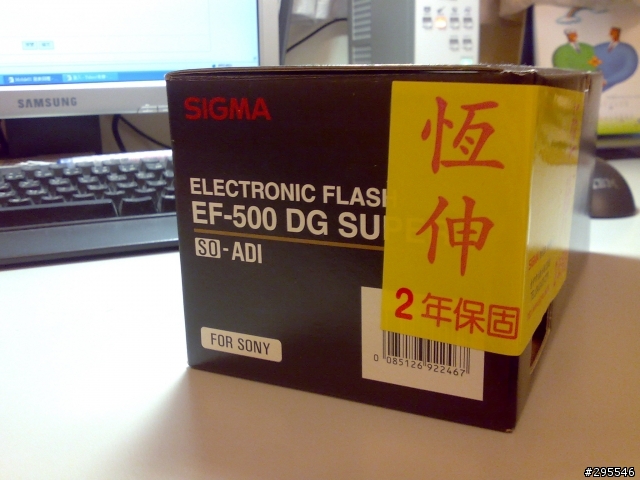 SAMSUNG
SIGMA
ELECTRONIC FLASH
EF-500 DG SUPER
SO-ADI
FOR SONY
恆伸
2年保固
0 085126 922467
#295546